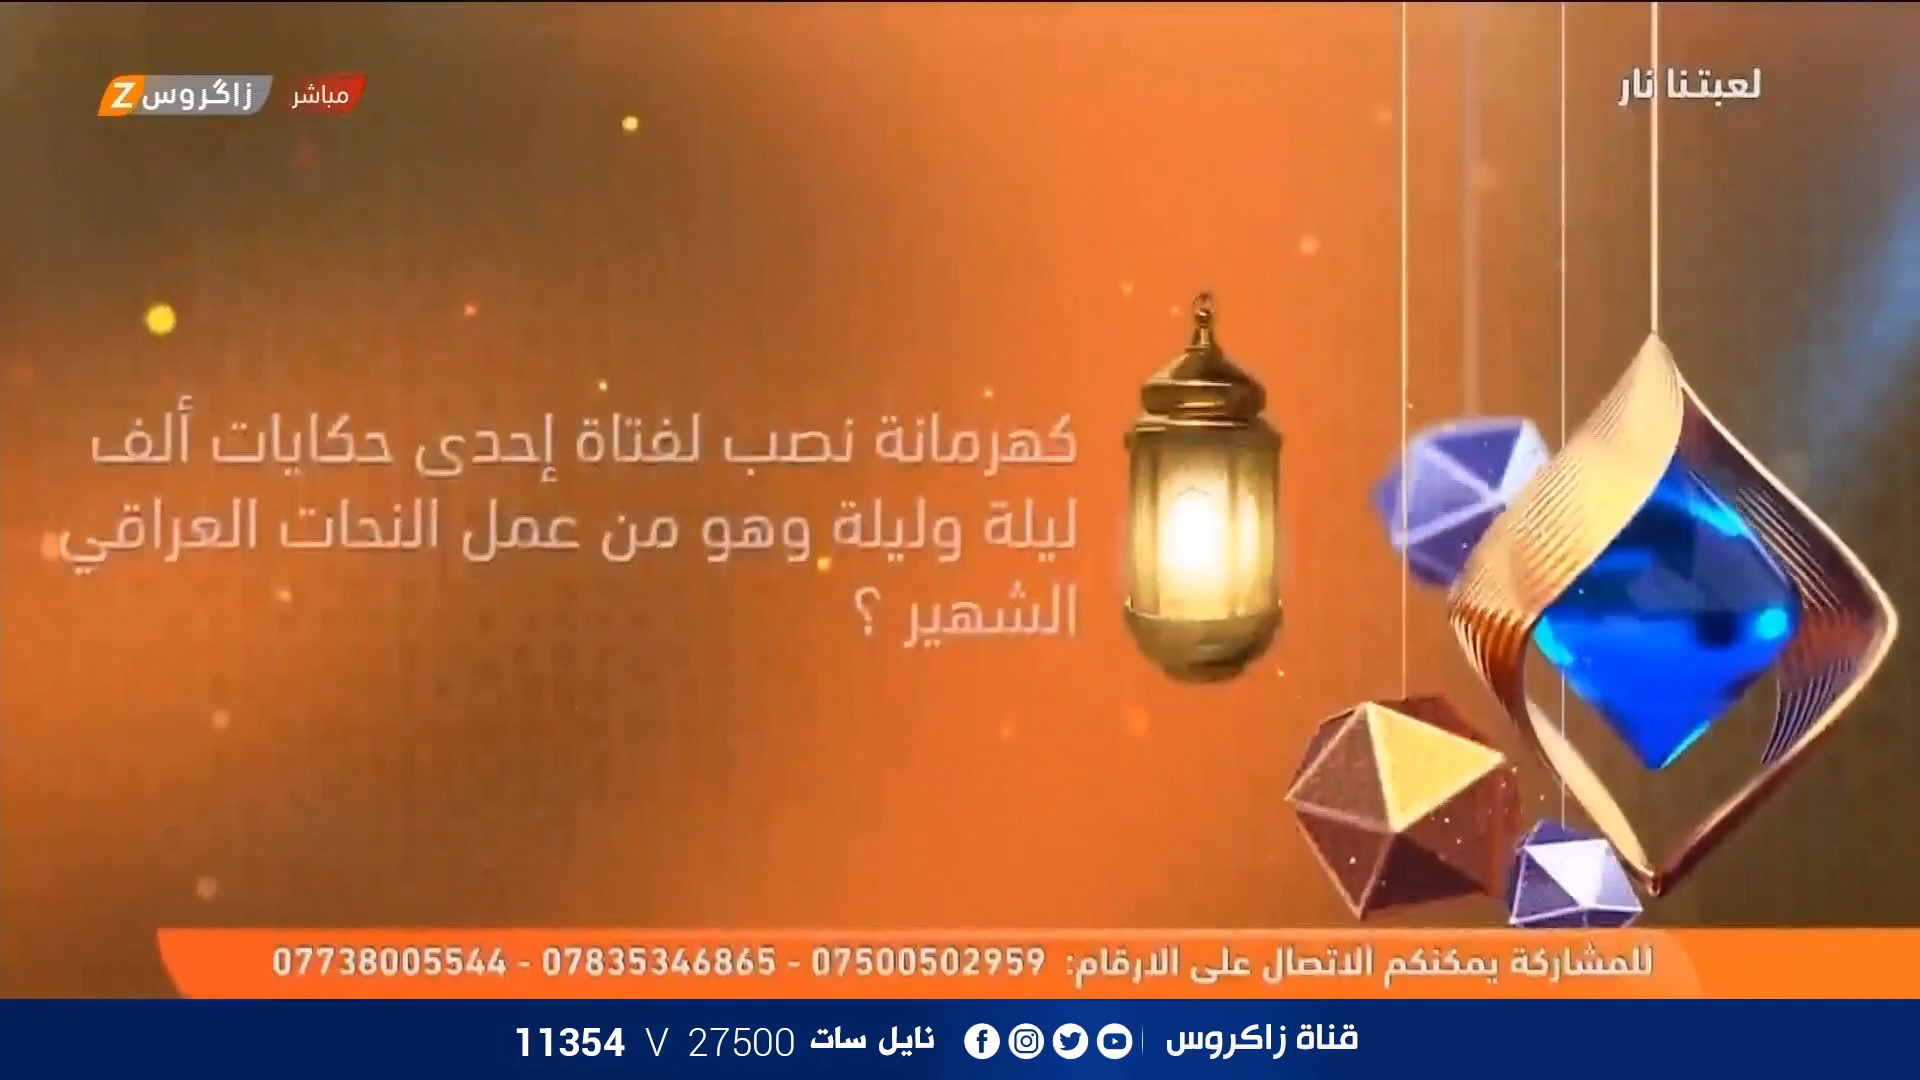 زاگروس Z
مباشر
لعبتنا نار
كهرمانة نصب لفتاة إحدى حكايات ألف
ليلة وليلة وهو من عمل النحات العراقي
الشهير ؟
للمشاركة يمكنكم الاتصال على الارقام: 07500502959 - 07835346865 - 07738005544
قناة زاكروس نايل سات 27500 V 11354